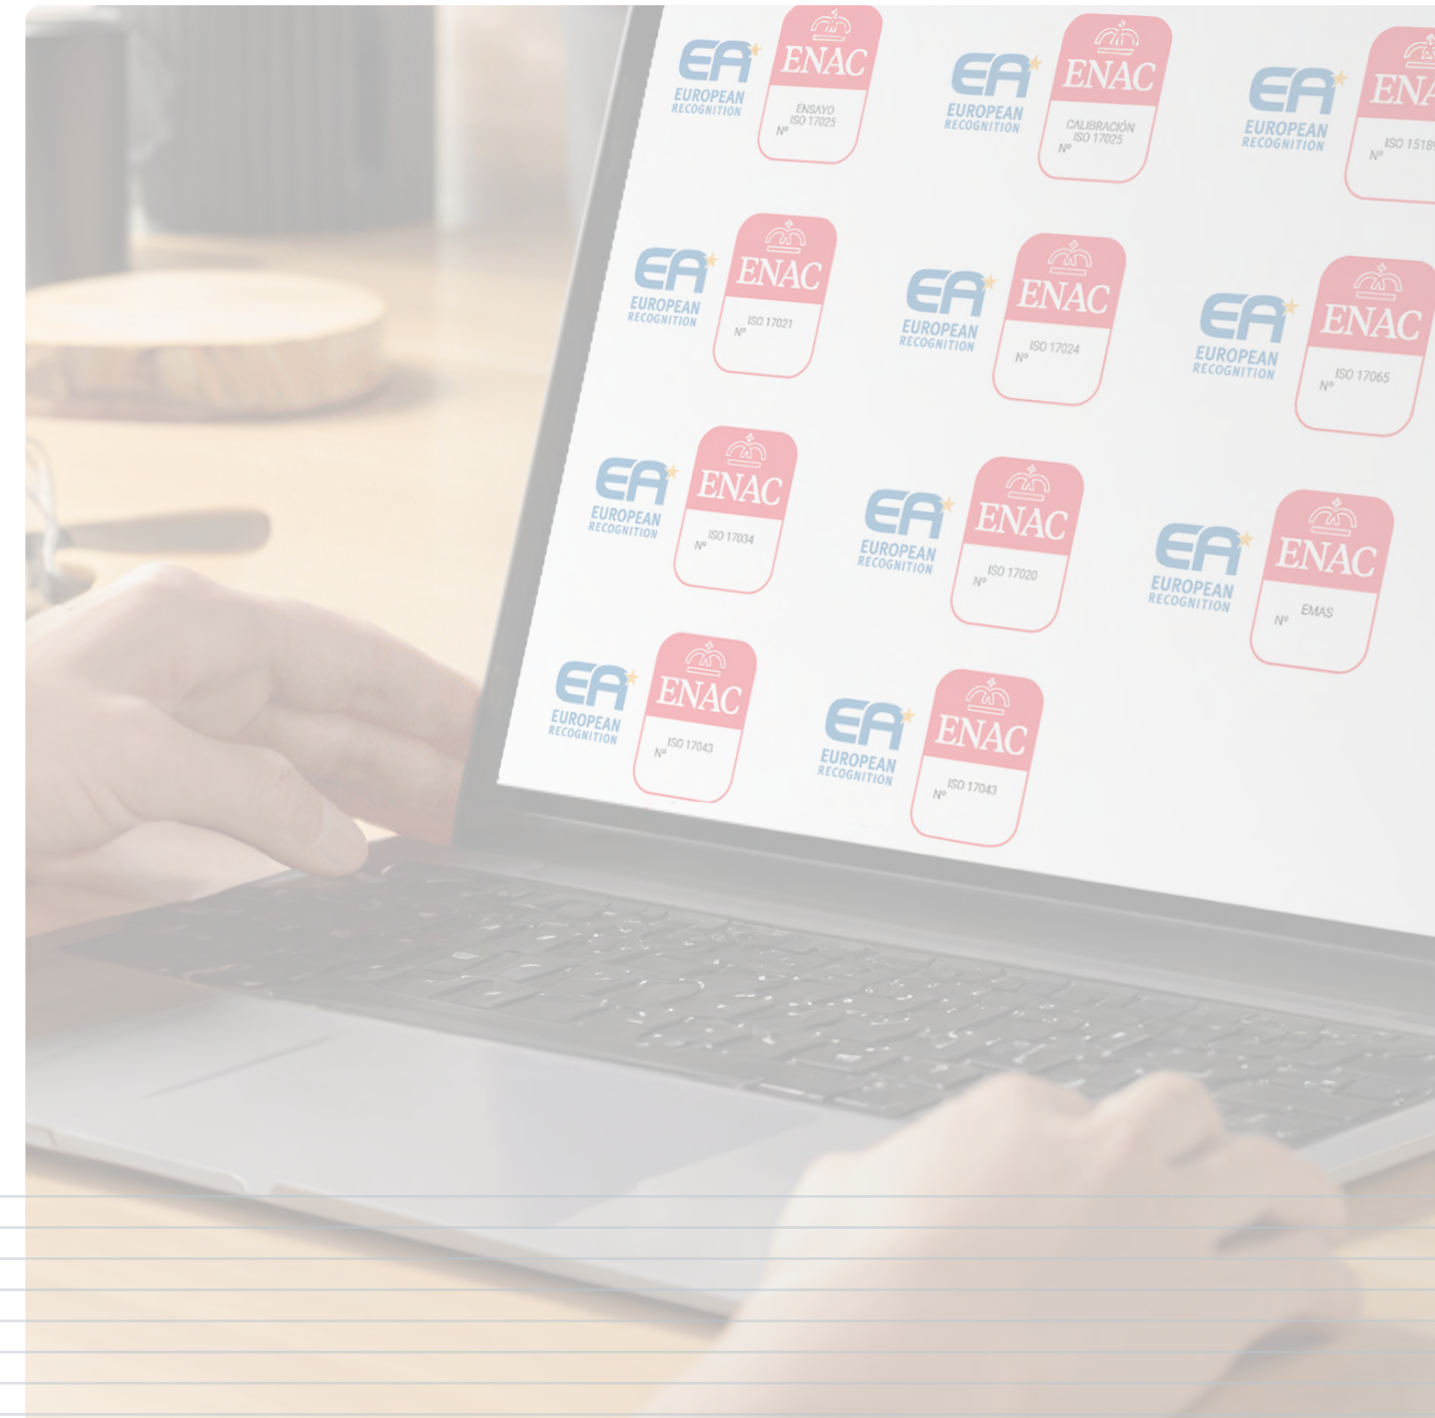 EA
EUROPEAN
RECOGNITION
ENAC
ENSAYO
ISO 17025
Nº
EA
EUROPEAN
RECOGNITION
ENAC
CALIBRACIÓN
ISO 17025
Nº
EA
EUROPEAN
RECOGNITION
ENA
ISO 1518
Nº
EA
EUROPEAN
RECOGNITION
ENAC
ISO 17021
Nº
EA
EUROPEAN
RECOGNITION
ENAC
ISO 17024
Nº
EA
EUROPEAN
RECOGNITION
ENAC
ISO 17065
Nº
EA
EUROPEAN
RECOGNITION
ENAC
ISO 17034
Nº
EA
EUROPEAN
RECOGNITION
ENAC
ISO 17020
Nº
EA
EUROPEAN
RECOGNITION
ENAC
EMAS
Nº
EA
EUROPEAN
RECOGNITION
ENAC
ISO 17043
Nº
EA
EUROPEAN
RECOGNITION
ENAC
ISO 17043
Nº